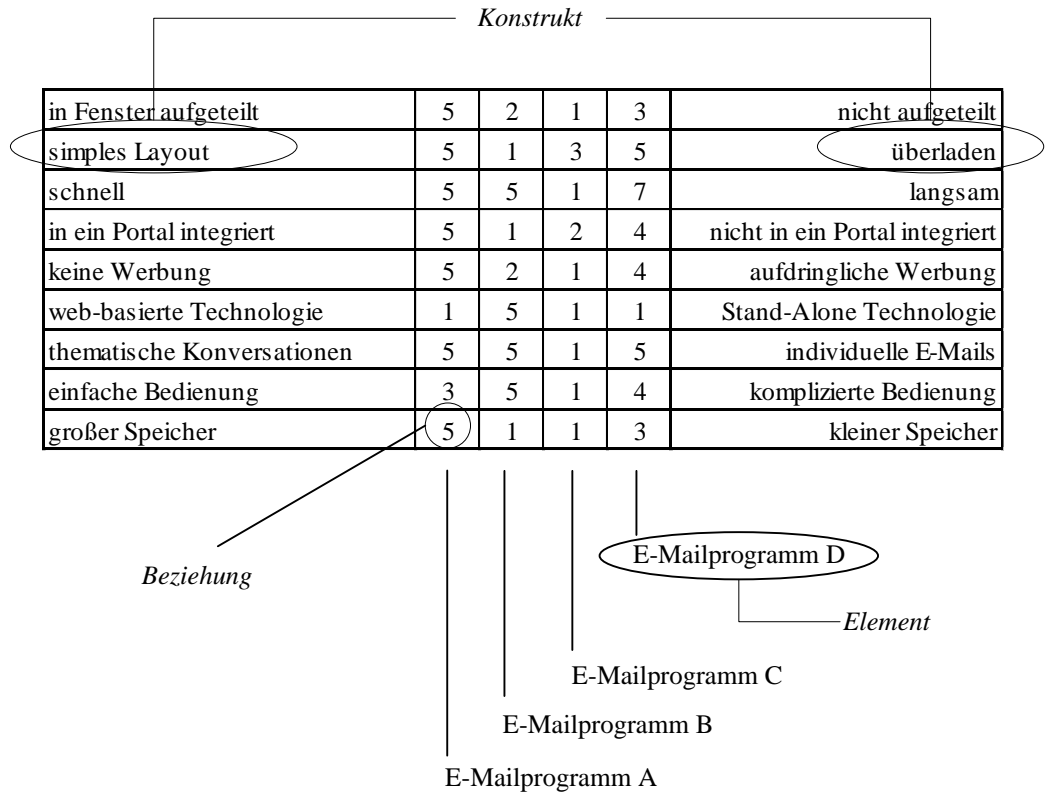 Konstrukt
in Fenster aufgeteilt 5 2 1 3 nicht aufgeteilt
simples Layout 5 1 3 5 überladen
schnell 5 5 1 7 langsam
in ein Portal integriert 5 1 2 4 nicht in ein Portal integriert
keine Werbung 5 2 1 4 aufdringliche Werbung
web-basierte Technologie 1 5 1 1 Stand-Alone Technologie
thematische Konversationen 5 5 1 5 individuelle E-Mails
einfache Bedienung 3 5 1 4 komplizierte Bedienung
großer Speicher 5 1 1 3 kleiner Speicher
E-Mailprogramm D
Beziehung
Element
E-Mailprogramm C
E-Mailprogramm B
E-Mailprogramm A